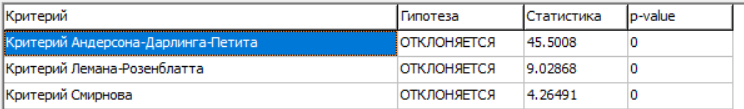 Критерий Гипотеза Статистика p-value
Критерий Андерсона-Дарлинга-Петита ОТКЛОНЯЕТСЯ 45.5008 0
Критерий Лемана-Розенблатта ОТКЛОНЯЕТСЯ 9.02868 0
Критерий Смирнова ОТКЛОНЯЕТСЯ 4.26491 0